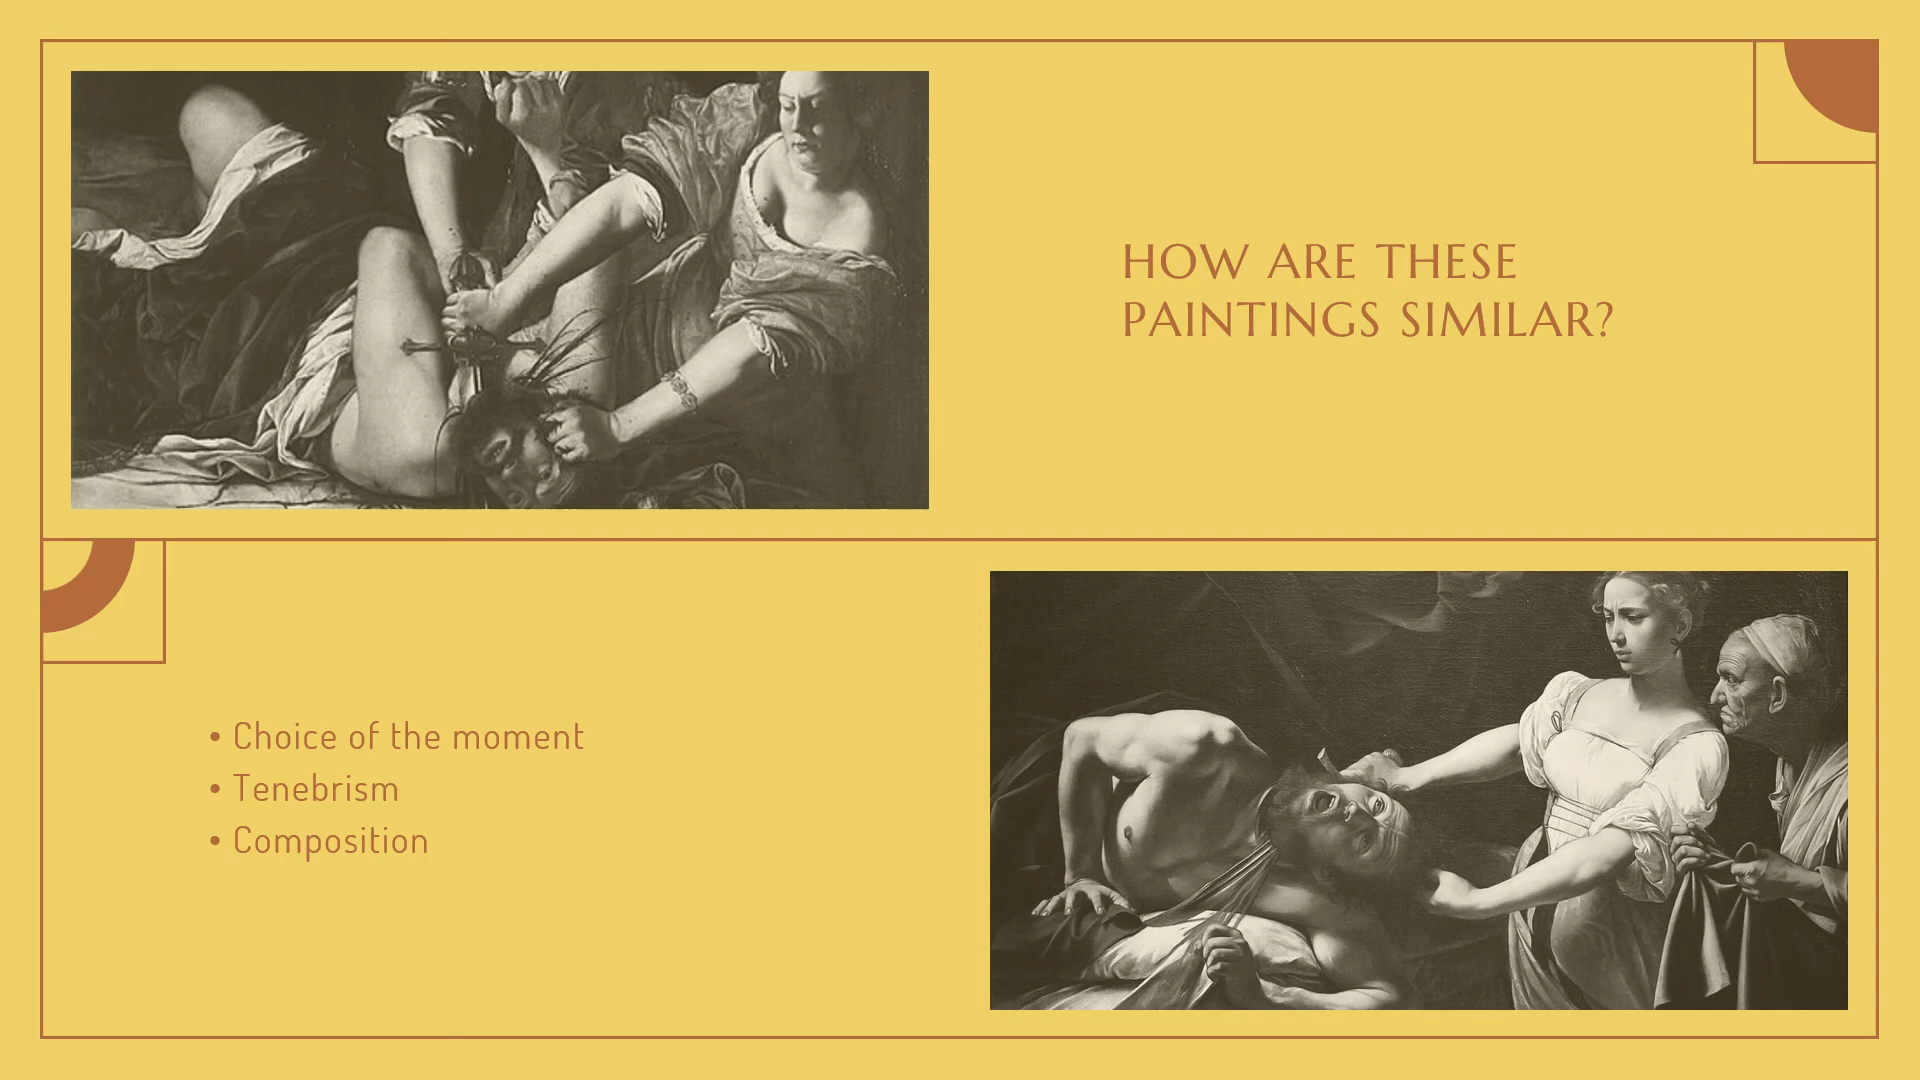 HOW ARE THESE
PAINTINGS SIMILAR?
• Choice of the moment
• Tenebrism
• Composition